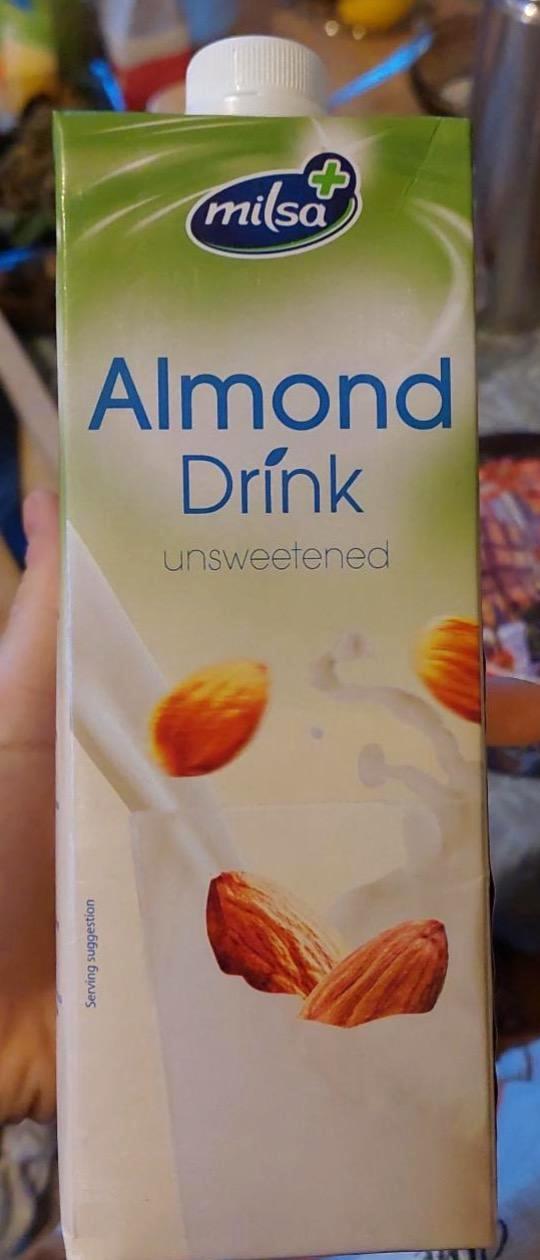 milsa
Almond
Drink
unsweetened
Serving suggestion